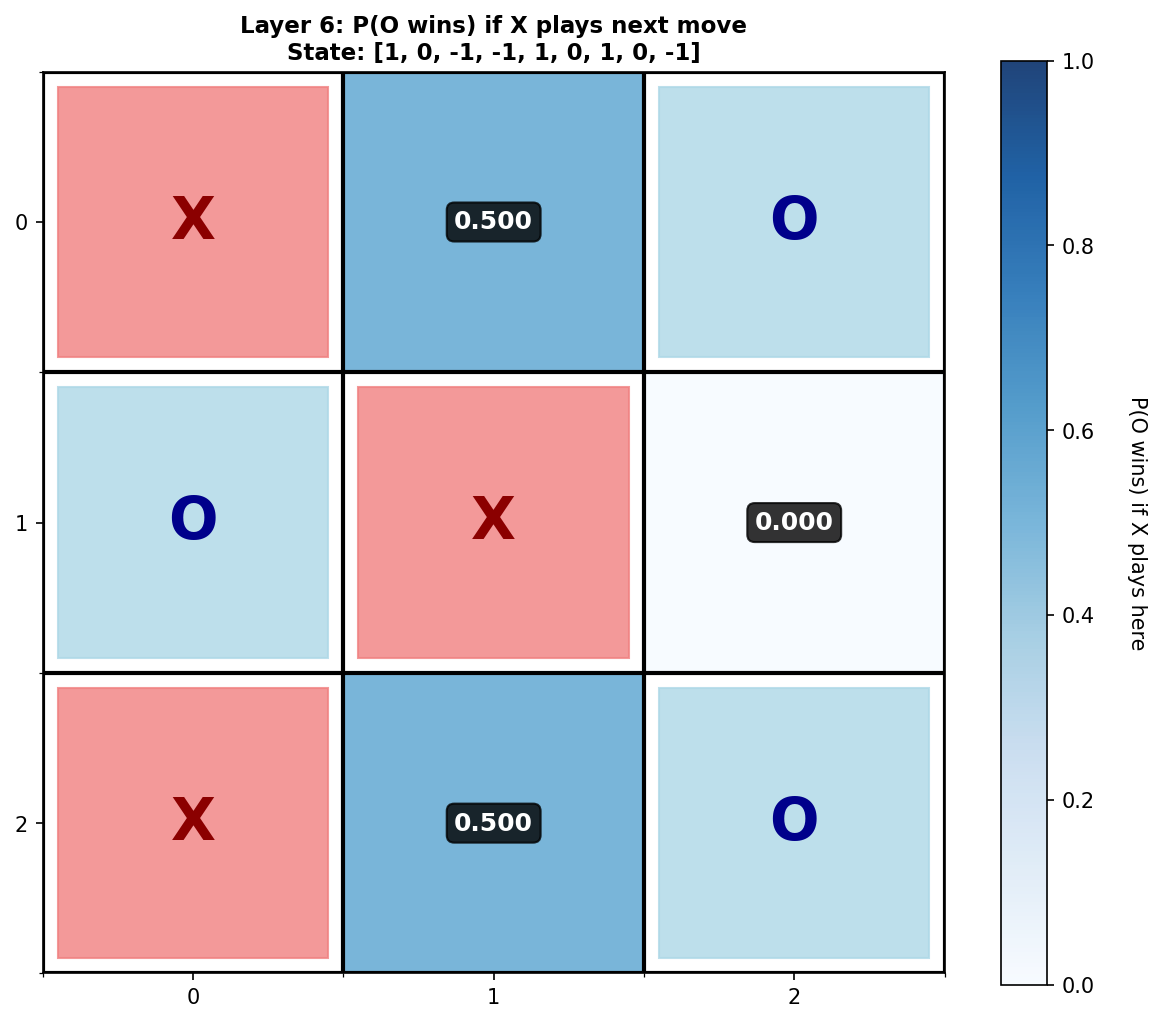 Layer 6: P(O wins) if X plays next move
State: [1, 0, -1, -1, 1, 0, 1, 0, -1]
X
0.500
O
O
X
0.000
X
0.500
O
0
1
2
0
1
2
1.0
0.8
0.6
0.4
0.2
0.0
P(O wins) if X plays here